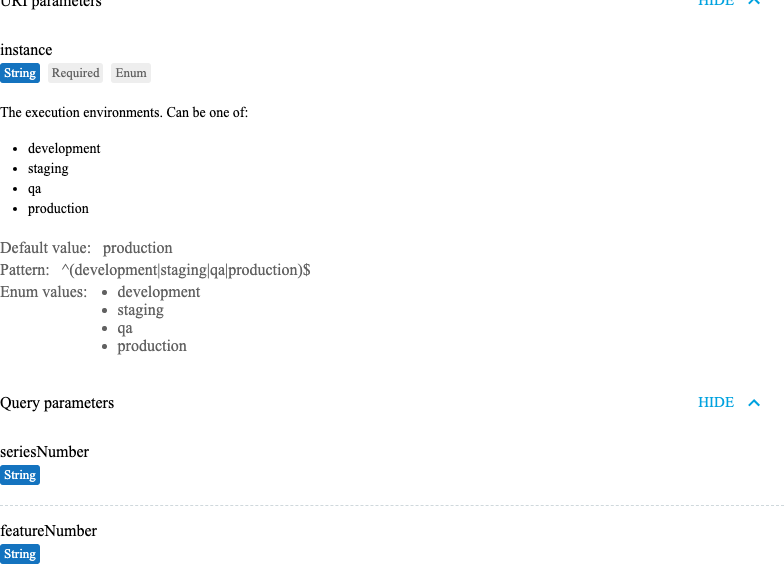 URI parameters HIDE
instance
String Required Enum
The execution environments. Can be one of:
development
staging
qa
production
Default value: production
Pattern: ^(development|staging|qa|production)$
Enum values: development
staging
qa
production
Query parameters HIDE
seriesNumber
String
featureNumber
String